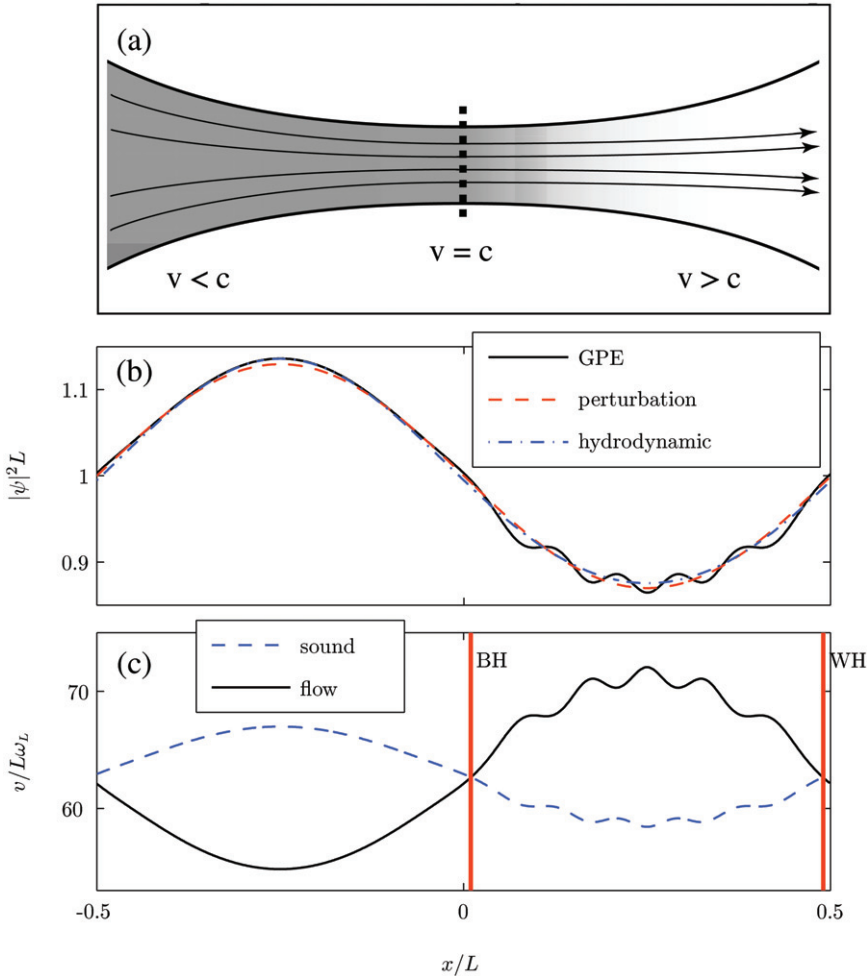 (a)
v < c
v = c
v > c
(b)
GPE
perturbation
hydrodynamic
|ψ|²L
1.1
1
0.9
(c)
sound
flow
BH
WH
v/Lω_L
70
60
-0.5
0
0.5
x/L